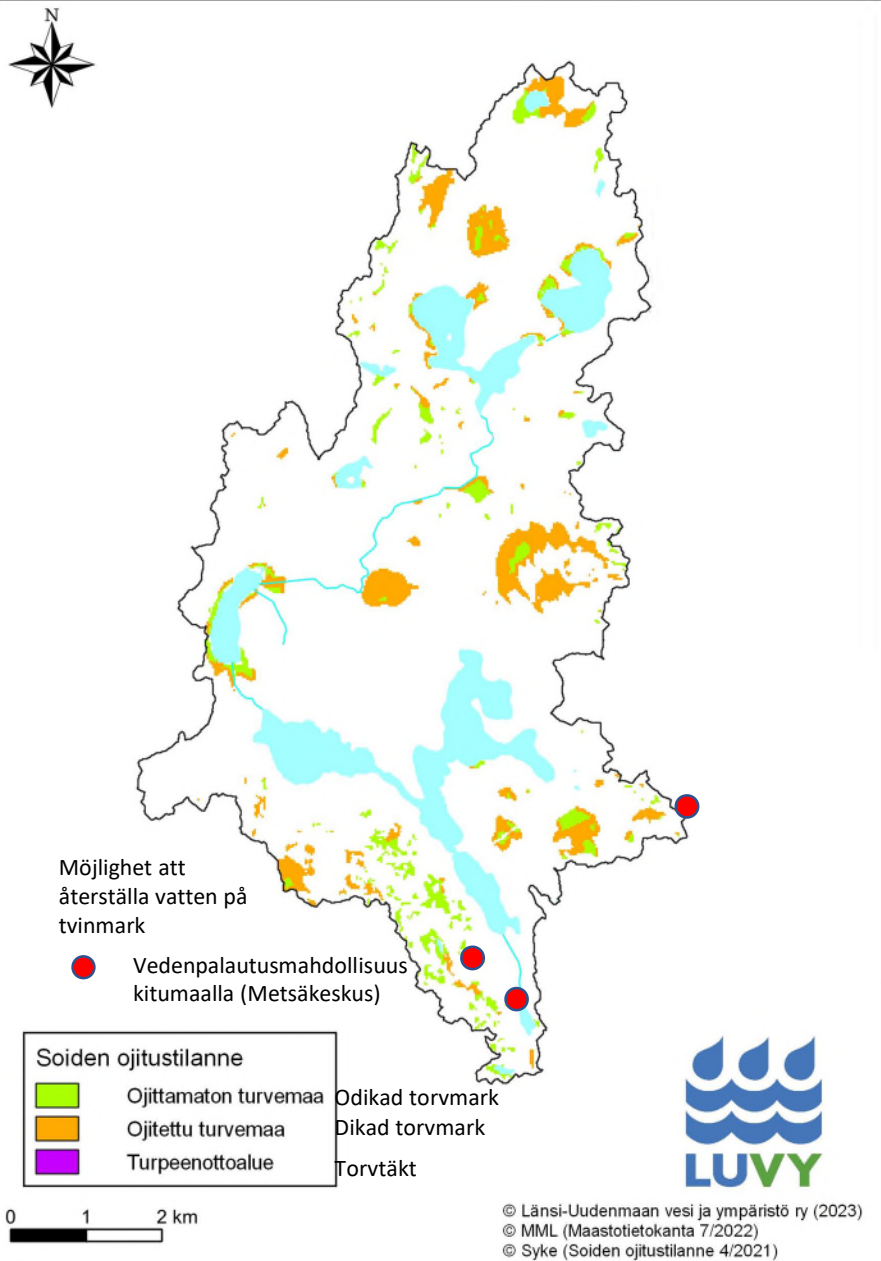 N
Möjlighet att
återställa vatten på
tvinmark
Vedenpalautusmahdollisuus
kitumaalla (Metsäkeskus)
Soiden ojitustilanne
Ojittamaton turvemaa Odikad torvmark
Ojitettu turvemaa Dikad torvmark
Turpeenottoalue Torvtäkt
0 1 2 km
LUVY
© Länsi-Uudenmaan vesi ja ympäristö ry (2023)
© MML (Maastotietokanta 7/2022)
© Syke (Soiden ojitustilanne 4/2021)